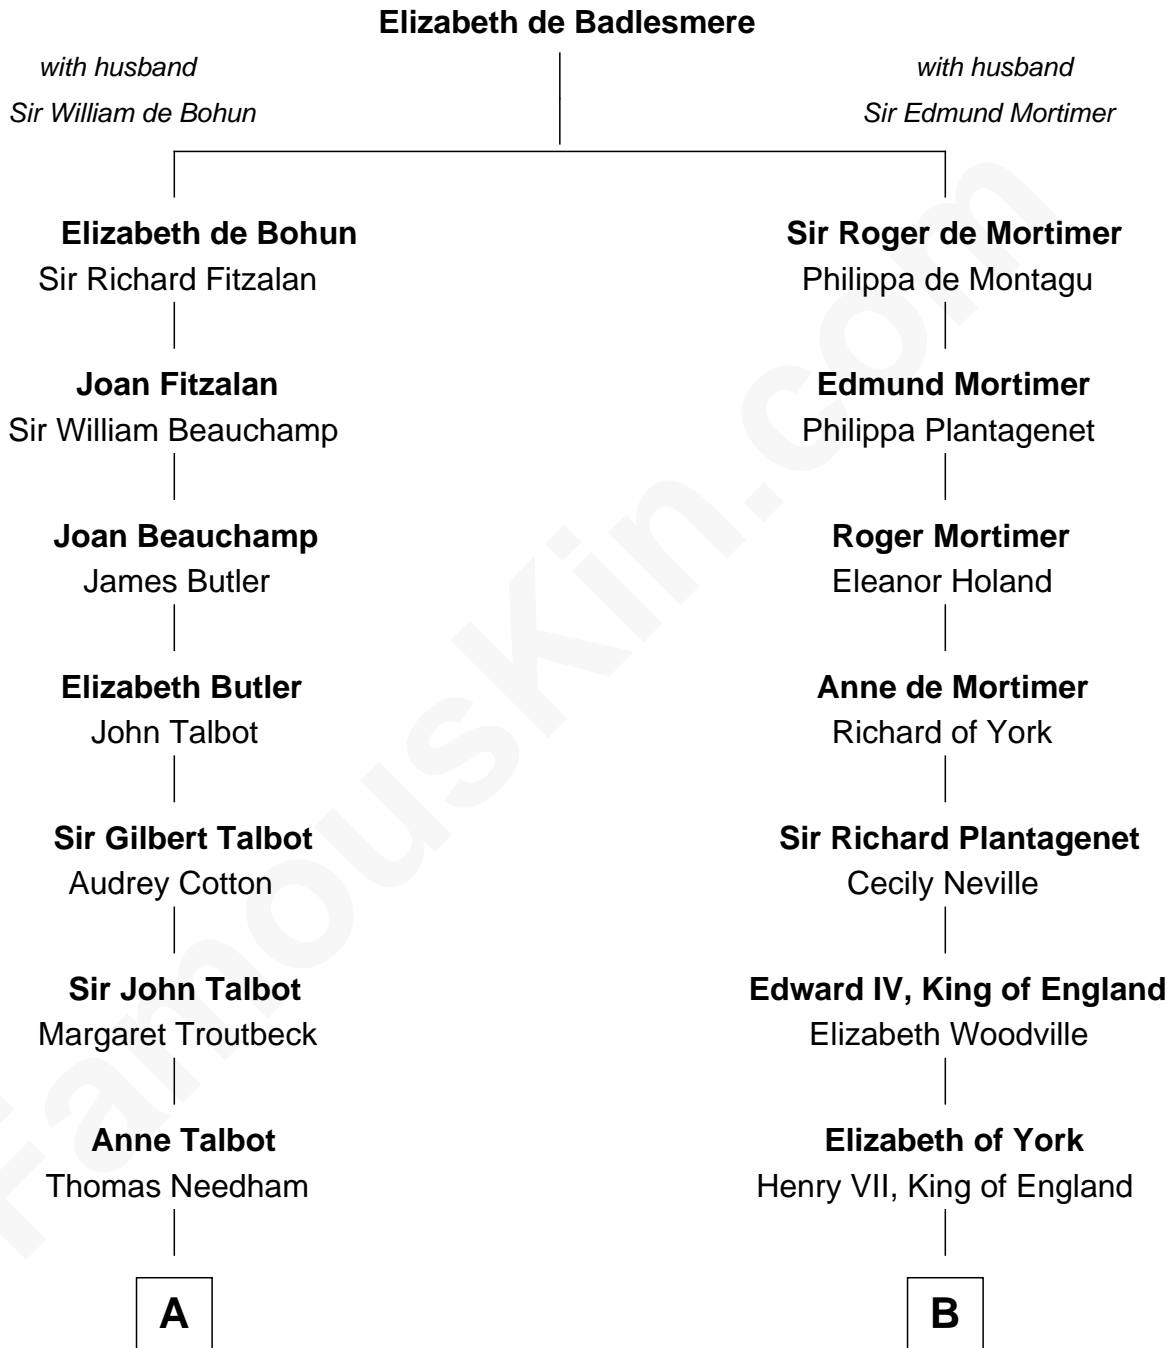 Elizabeth de Badlesmere
with husband
Sir William de Bohun
with husband
Sir Edmund Mortimer
Elizabeth de Bohun
Sir Richard Fitzalan
Sir Roger de Mortimer
Philippa de Montagu
Joan Fitzalan
Sir William Beauchamp
Edmund Mortimer
Philippa Plantagenet
Joan Beauchamp
James Butler
Roger Mortimer
Eleanor Holand
Elizabeth Butler
John Talbot
Anne de Mortimer
Richard of York
Sir Gilbert Talbot
Audrey Cotton
Sir Richard Plantagenet
Cecily Neville
Sir John Talbot
Margaret Troutbeck
Edward IV, King of England
Elizabeth Woodville
Anne Talbot
Thomas Needham
Elizabeth of York
Henry VII, King of England
A
B
FamousKin.com